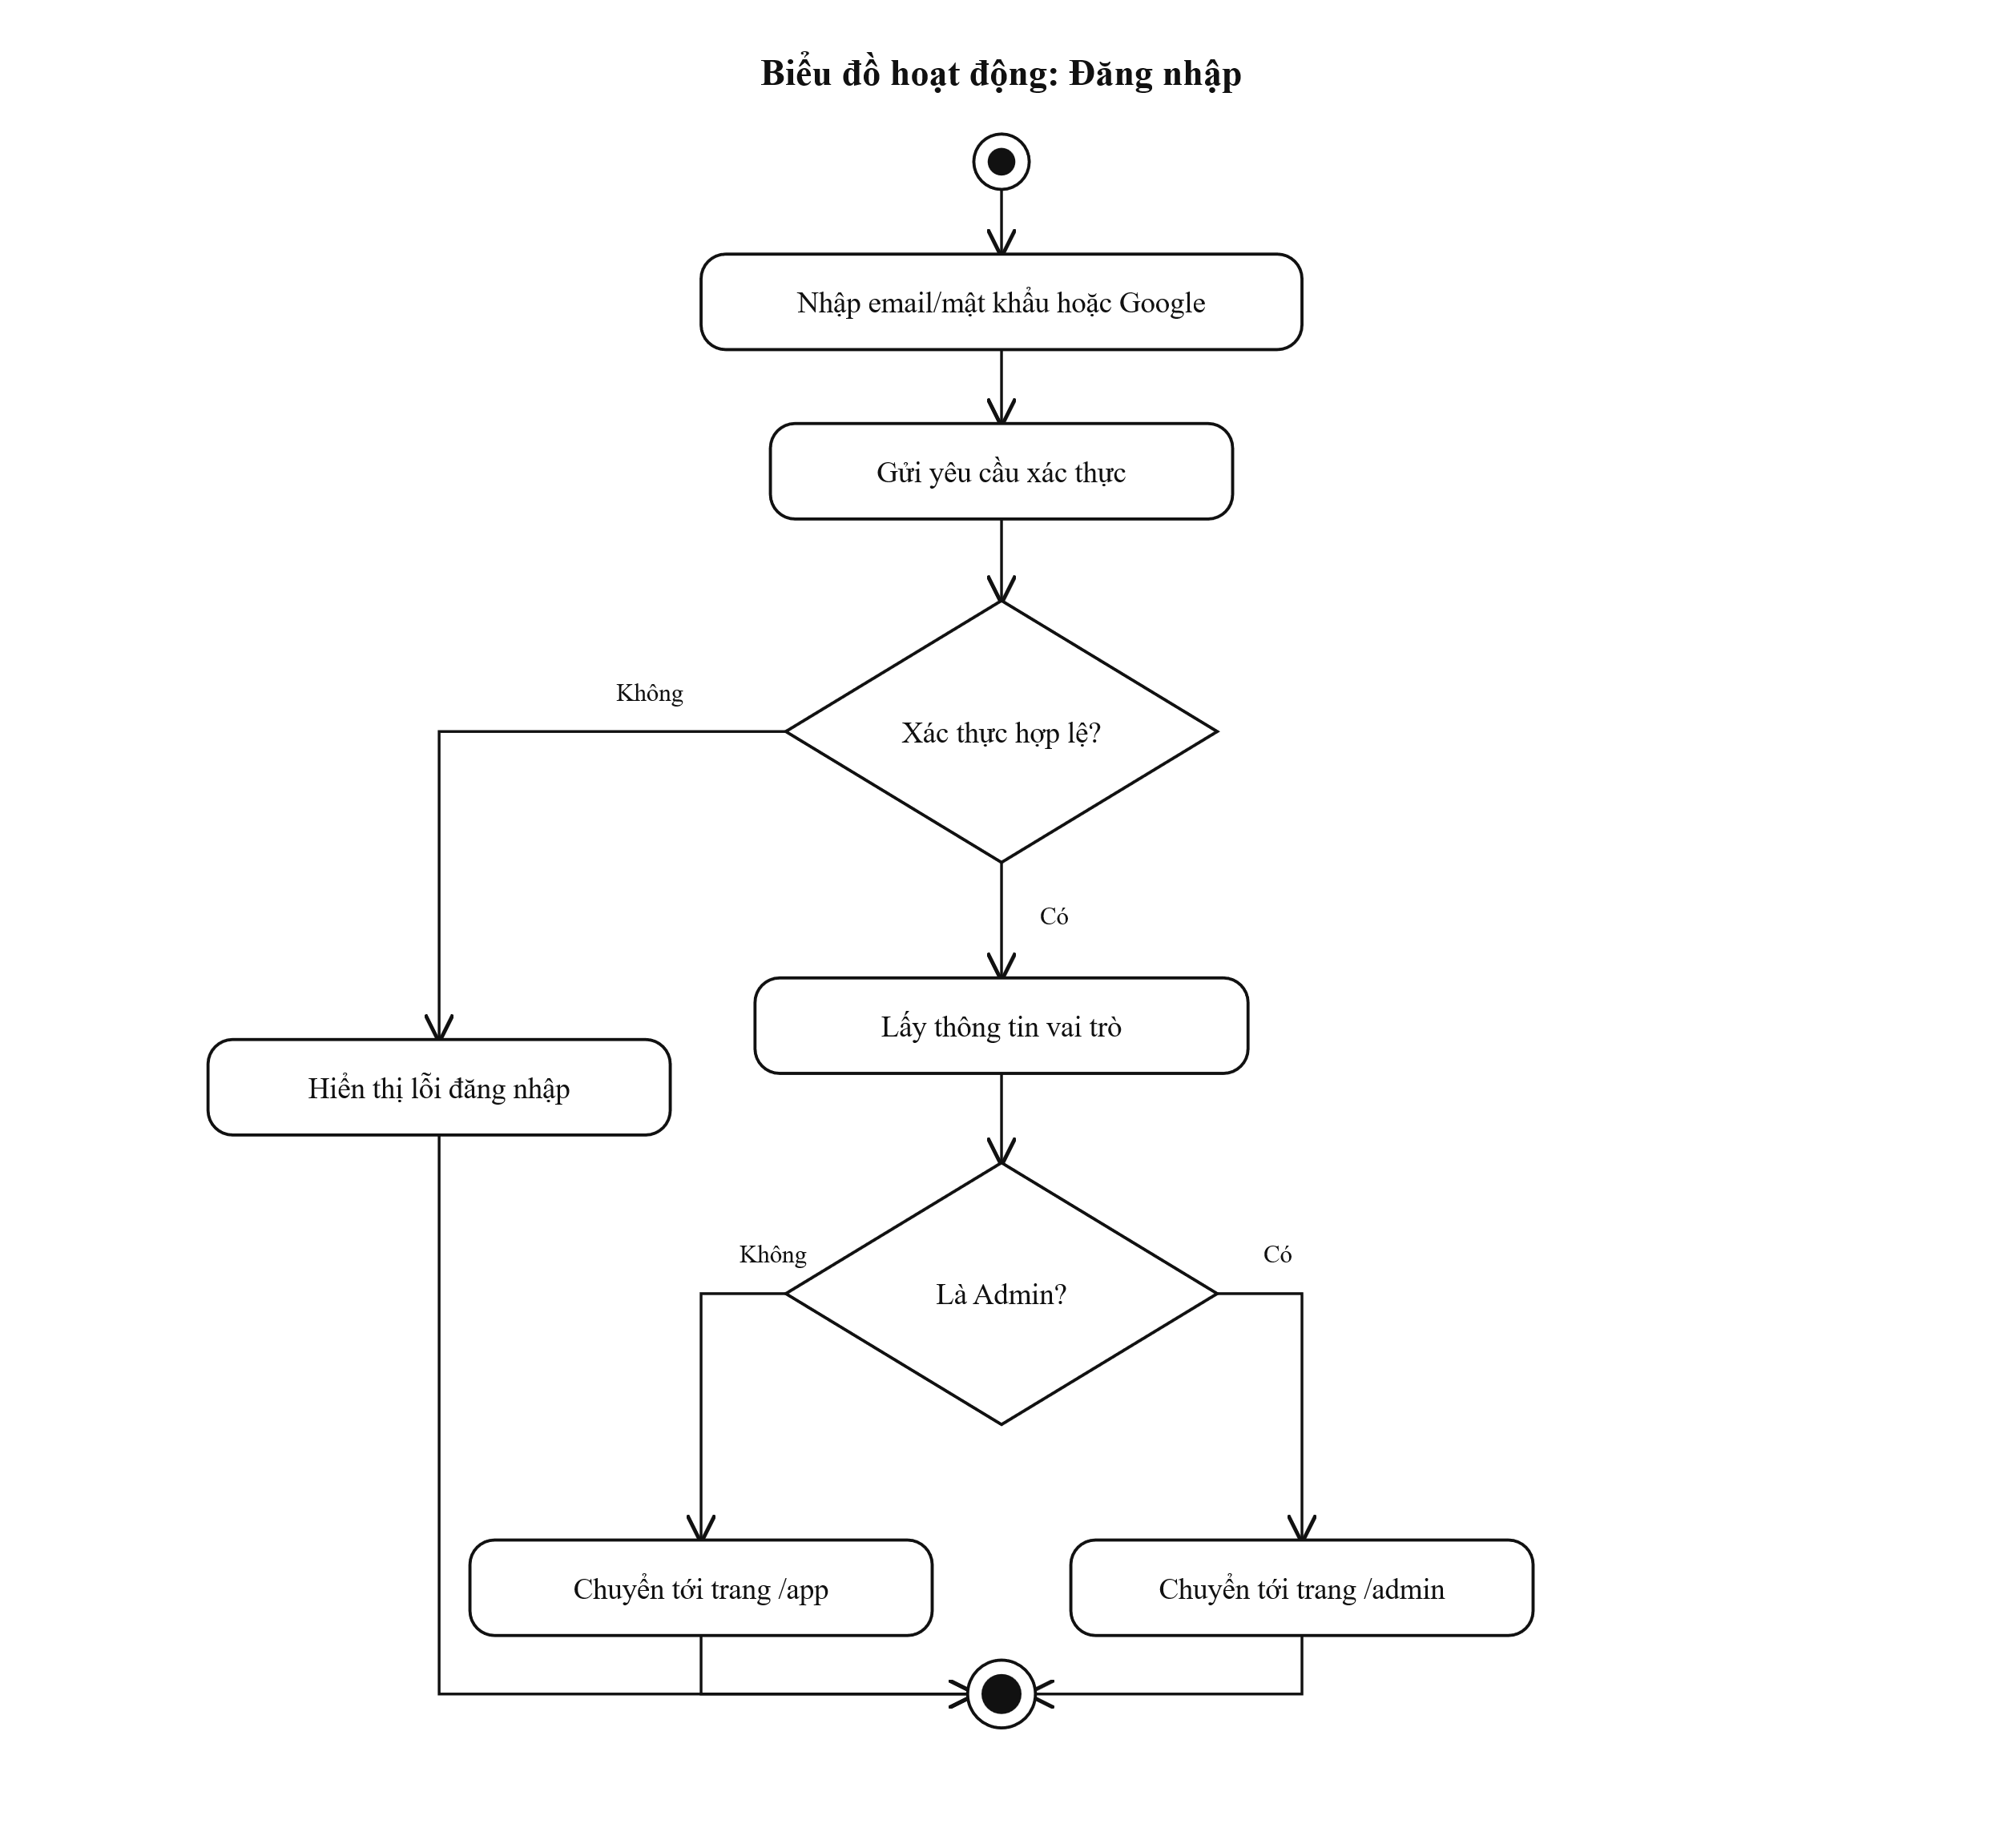 Biểu đồ hoạt động: Đăng nhập
Nhập email/mật khẩu hoặc Google
Gửi yêu cầu xác thực
Không
Xác thực hợp lệ?
Có
Lấy thông tin vai trò
Hiển thị lỗi đăng nhập
Không
Có
Là Admin?
Chuyển tới trang /app
Chuyển tới trang /admin